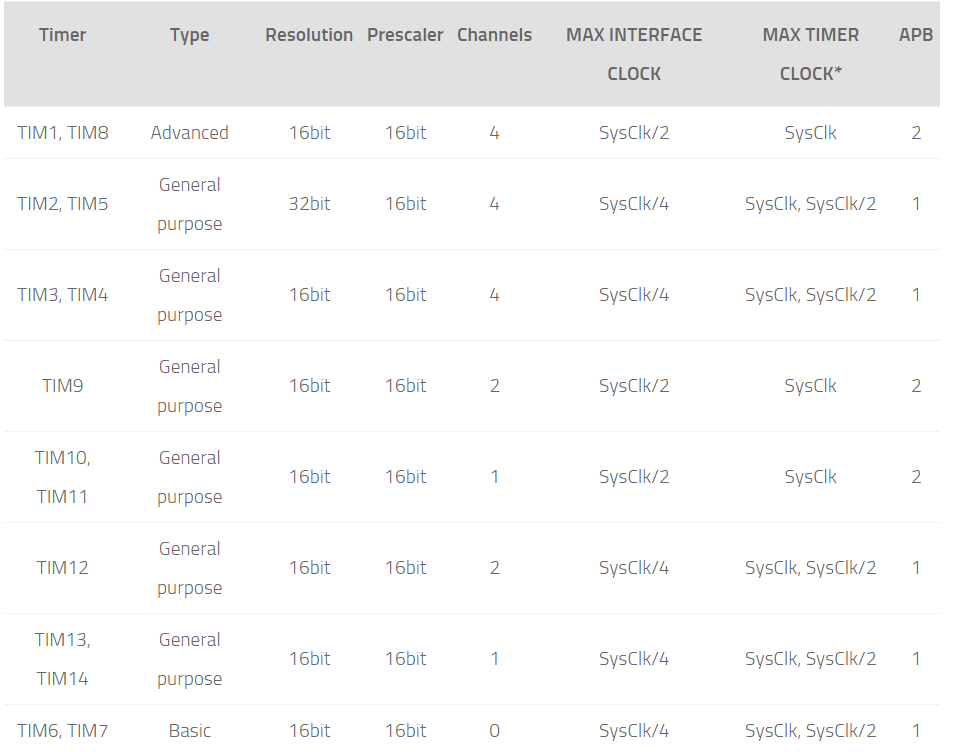 Timer Type Resolution Prescaler Channels MAX INTERFACE MAX TIMER APB
CLOCK CLOCK*
TIM1, TIM8 Advanced 16bit 16bit 4 SysClk/2 SysClk 2
General
TIM2, TIM5 32bit 16bit 4 SysClk/4 SysClk, SysClk/2 1
purpose
General
TIM3, TIM4 16bit 16bit 4 SysClk/4 SysClk, SysClk/2 1
purpose
General
TIM9 16bit 16bit 2 SysClk/2 SysClk 2
purpose
TIM10, General
16bit 16bit 1 SysClk/2 SysClk 2
TIM11 purpose
General
TIM12 16bit 16bit 2 SysClk/4 SysClk, SysClk/2 1
purpose
TIM13, General
16bit 16bit 1 SysClk/4 SysClk, SysClk/2 1
TIM14 purpose
TIM6, TIM7 Basic 16bit 16bit 0 SysClk/4 SysClk, SysClk/2 1